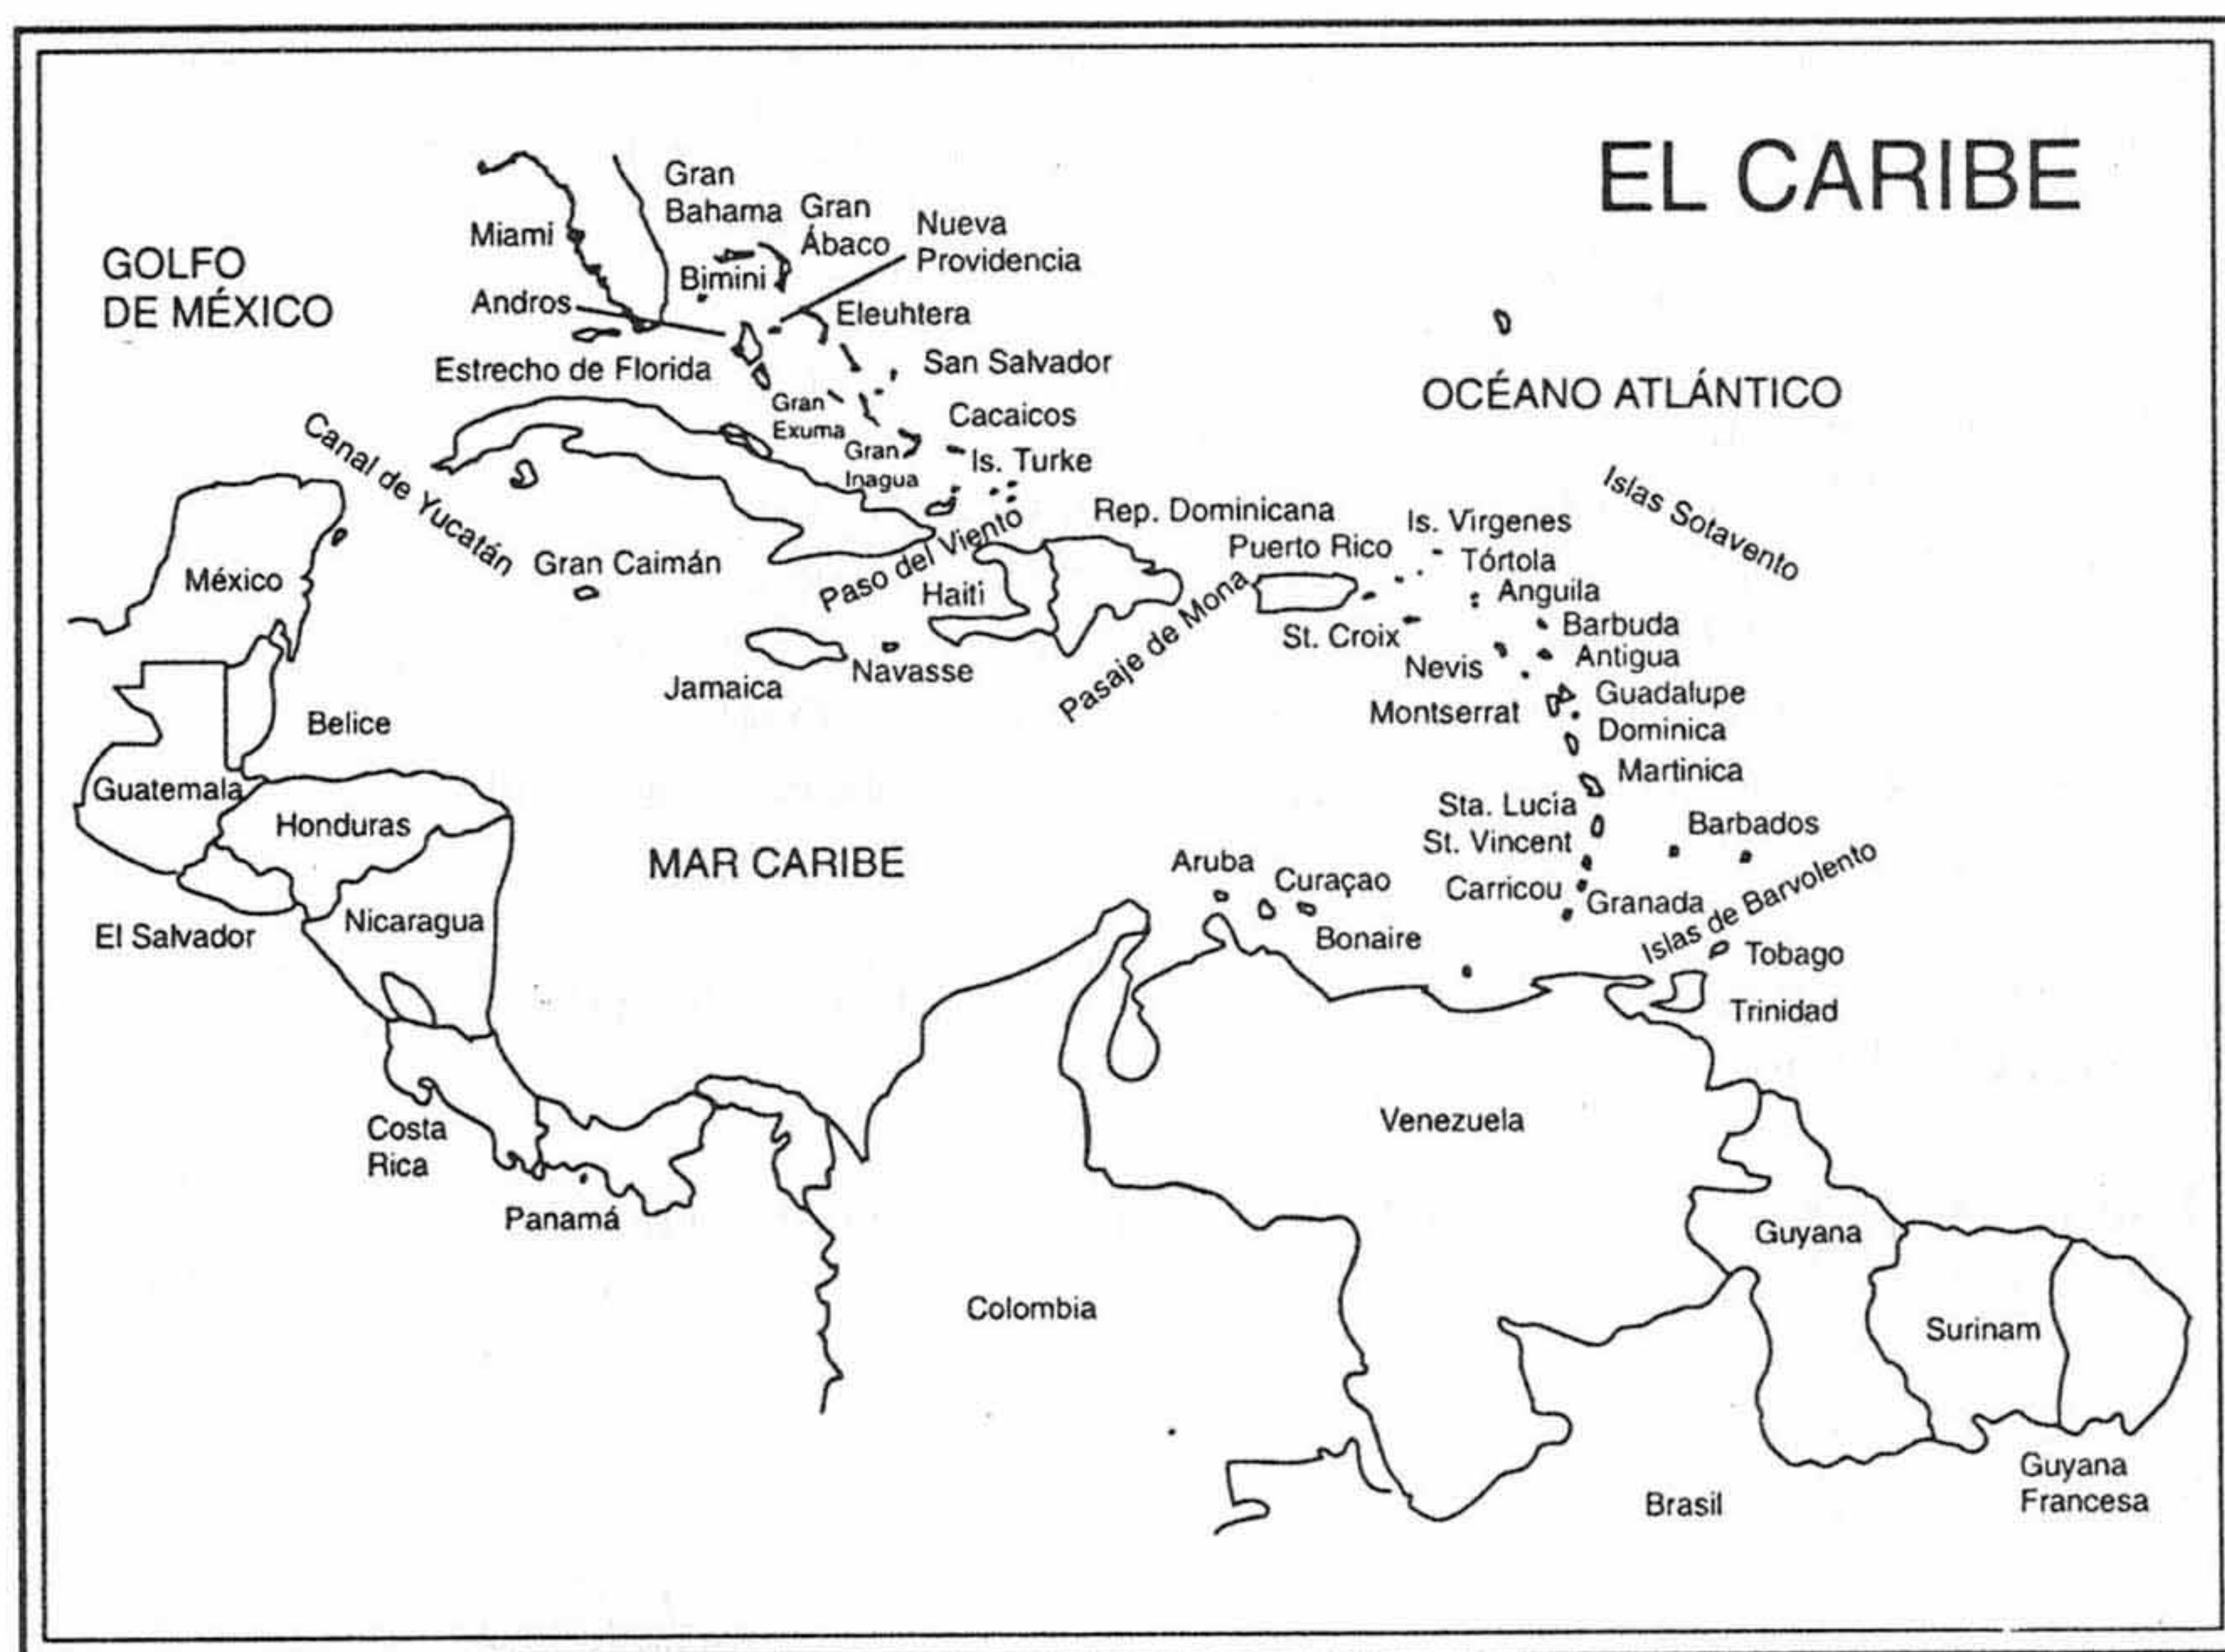 EL CARIBE
GOLFO
DE MÉXICO
Miami
Gran
Bahama
Gran
Ábaco
Nueva
Providencia
Bimini
Andros
Eleuhtera
Estrecho de Florida
San Salvador
Gran
Exuma
Cacaicos
Gran
Inagua
Is. Turke
OCÉANO ATLÁNTICO
Canal de Yucatán
Islas Sotavento
Rep. Dominicana
Is. Virgenes
Puerto Rico
Tórtola
Gran Caimán
Paso del Viento
México
Haiti
Anguila
Pasaje de Mona
St. Croix
Barbuda
Antigua
Nevis
Jamaica
Navasse
Guadalupe
Montserrat
Dominica
Belice
Martinica
Guatemala
Honduras
Sta. Lucía
Barbados
St. Vincent
MAR CARIBE
Aruba
Curaçao
Carricou
Granada
Islas de Barvolento
Nicaragua
El Salvador
Bonaire
Tobago
Trinidad
Costa
Rica
Venezuela
Panamá
Guyana
Colombia
Surinam
Guyana
Francesa
Brasil